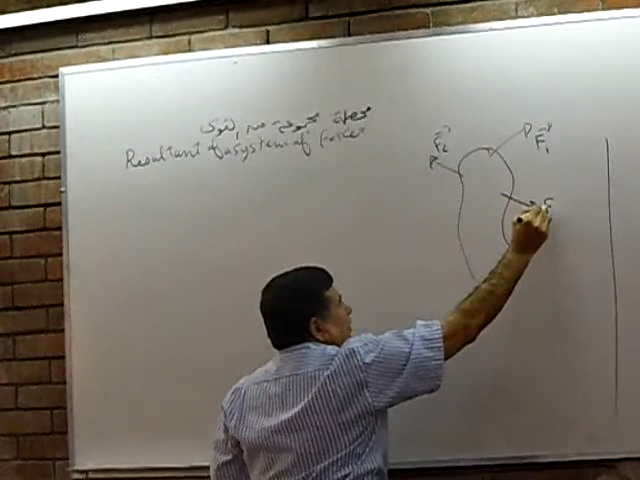 محصلة مجموعة من القوى
Resultant of a system of forces
F₂
F₁
F